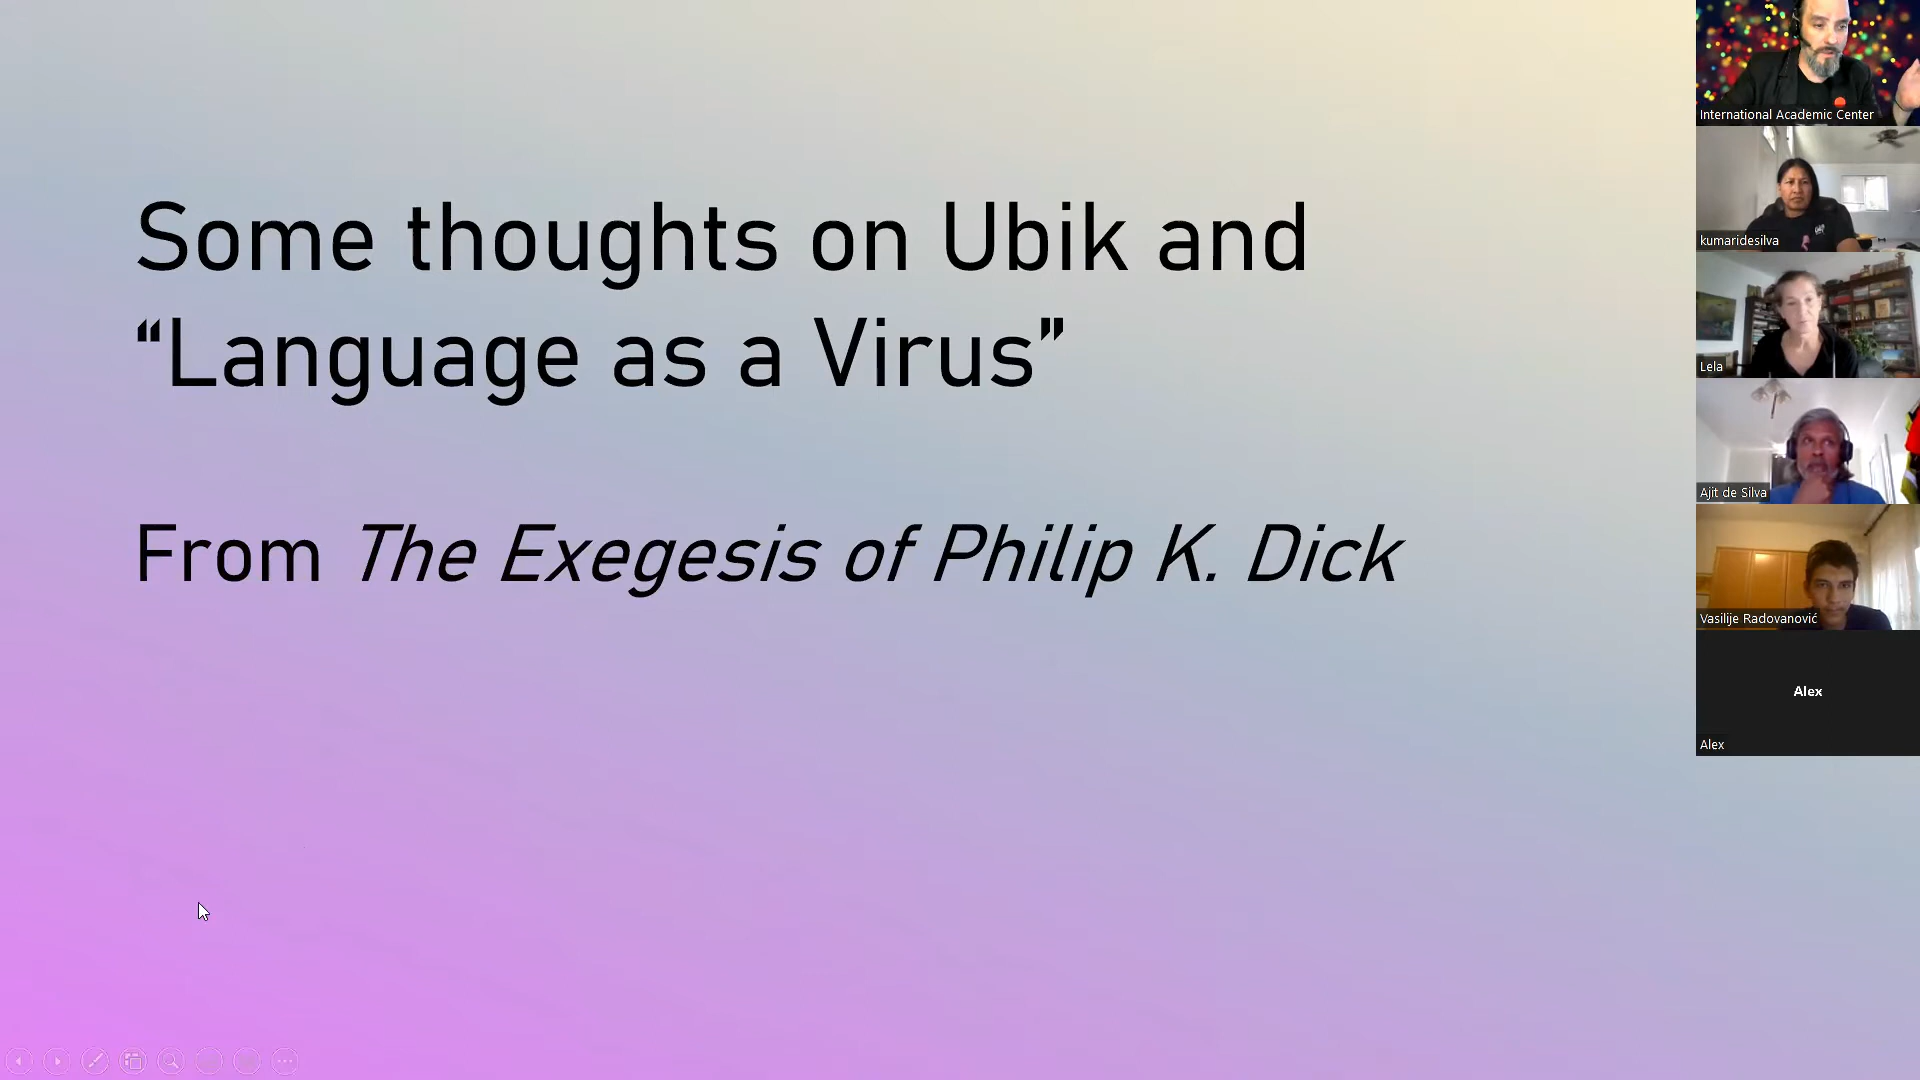 Some thoughts on Ubik and
“Language as a Virus”
From The Exegesis of Philip K. Dick
International Academic Center
kumaridesilva
Lela
Ajit de Silva
Vasilije Radovanović
Alex
Alex